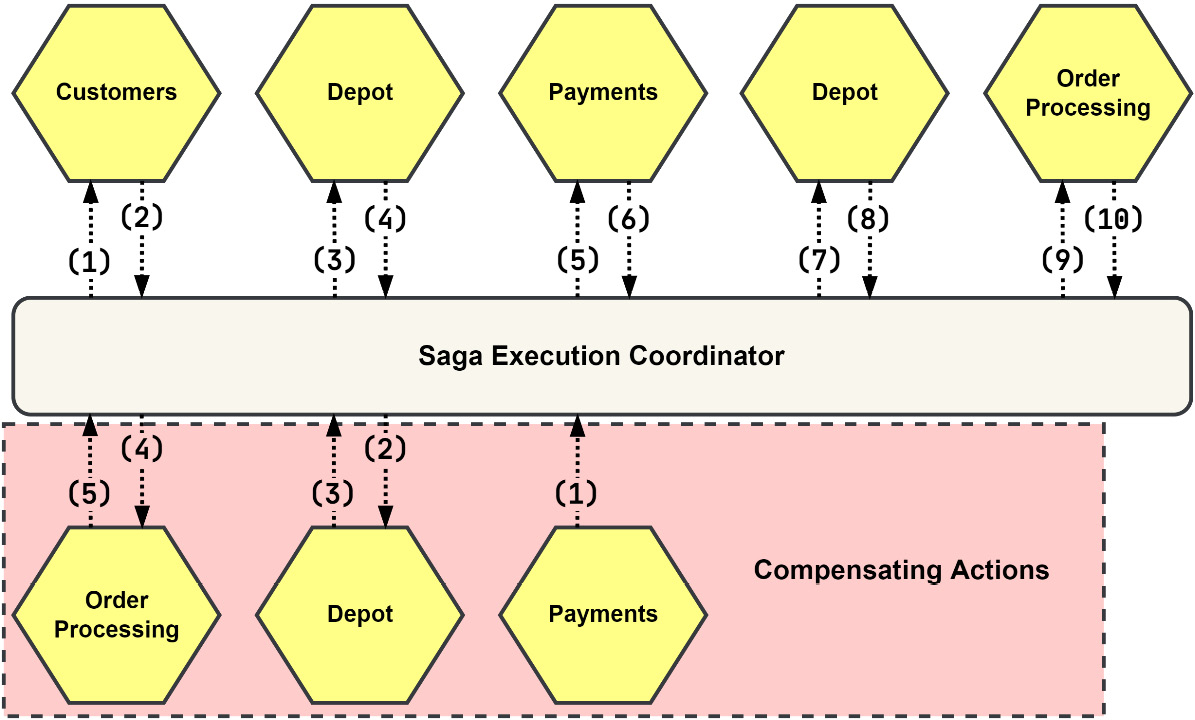 Customers
Depot
Payments
Depot
Order
Processing
(1)
(2)
(3)
(4)
(5)
(6)
(7)
(8)
(9)
(10)
Saga Execution Coordinator
(5)
(4)
(3)
(2)
(1)
Order
Processing
Depot
Payments
Compensating Actions